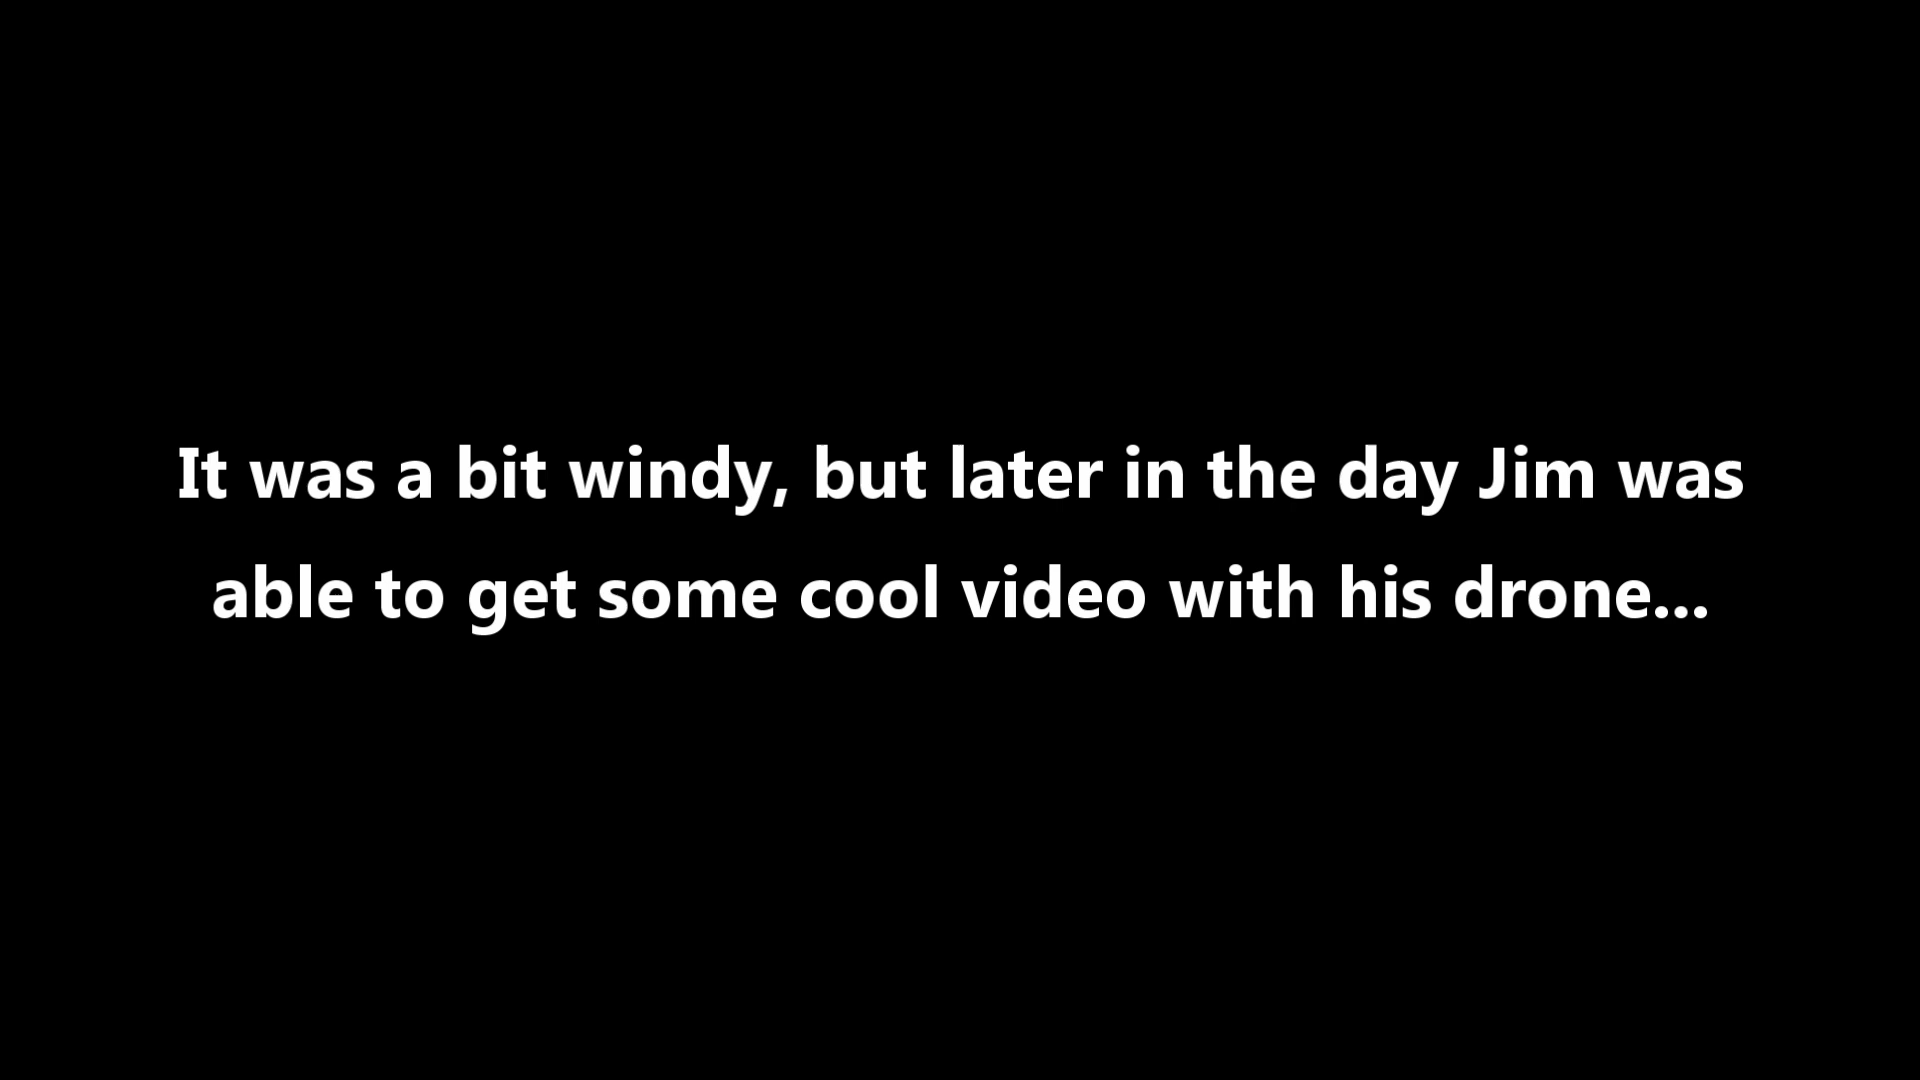 It was a bit windy, but later in the day Jim was
able to get some cool video with his drone...